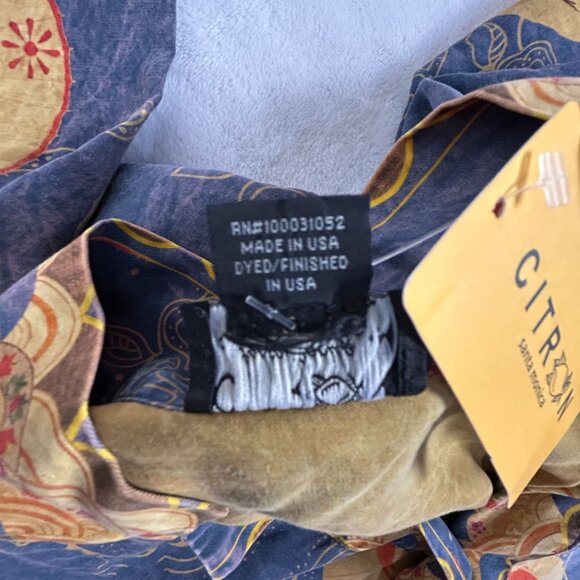 RN#100031052
MADE IN USA
DYED/FINISHED
IN USA
CITRON
santa monica